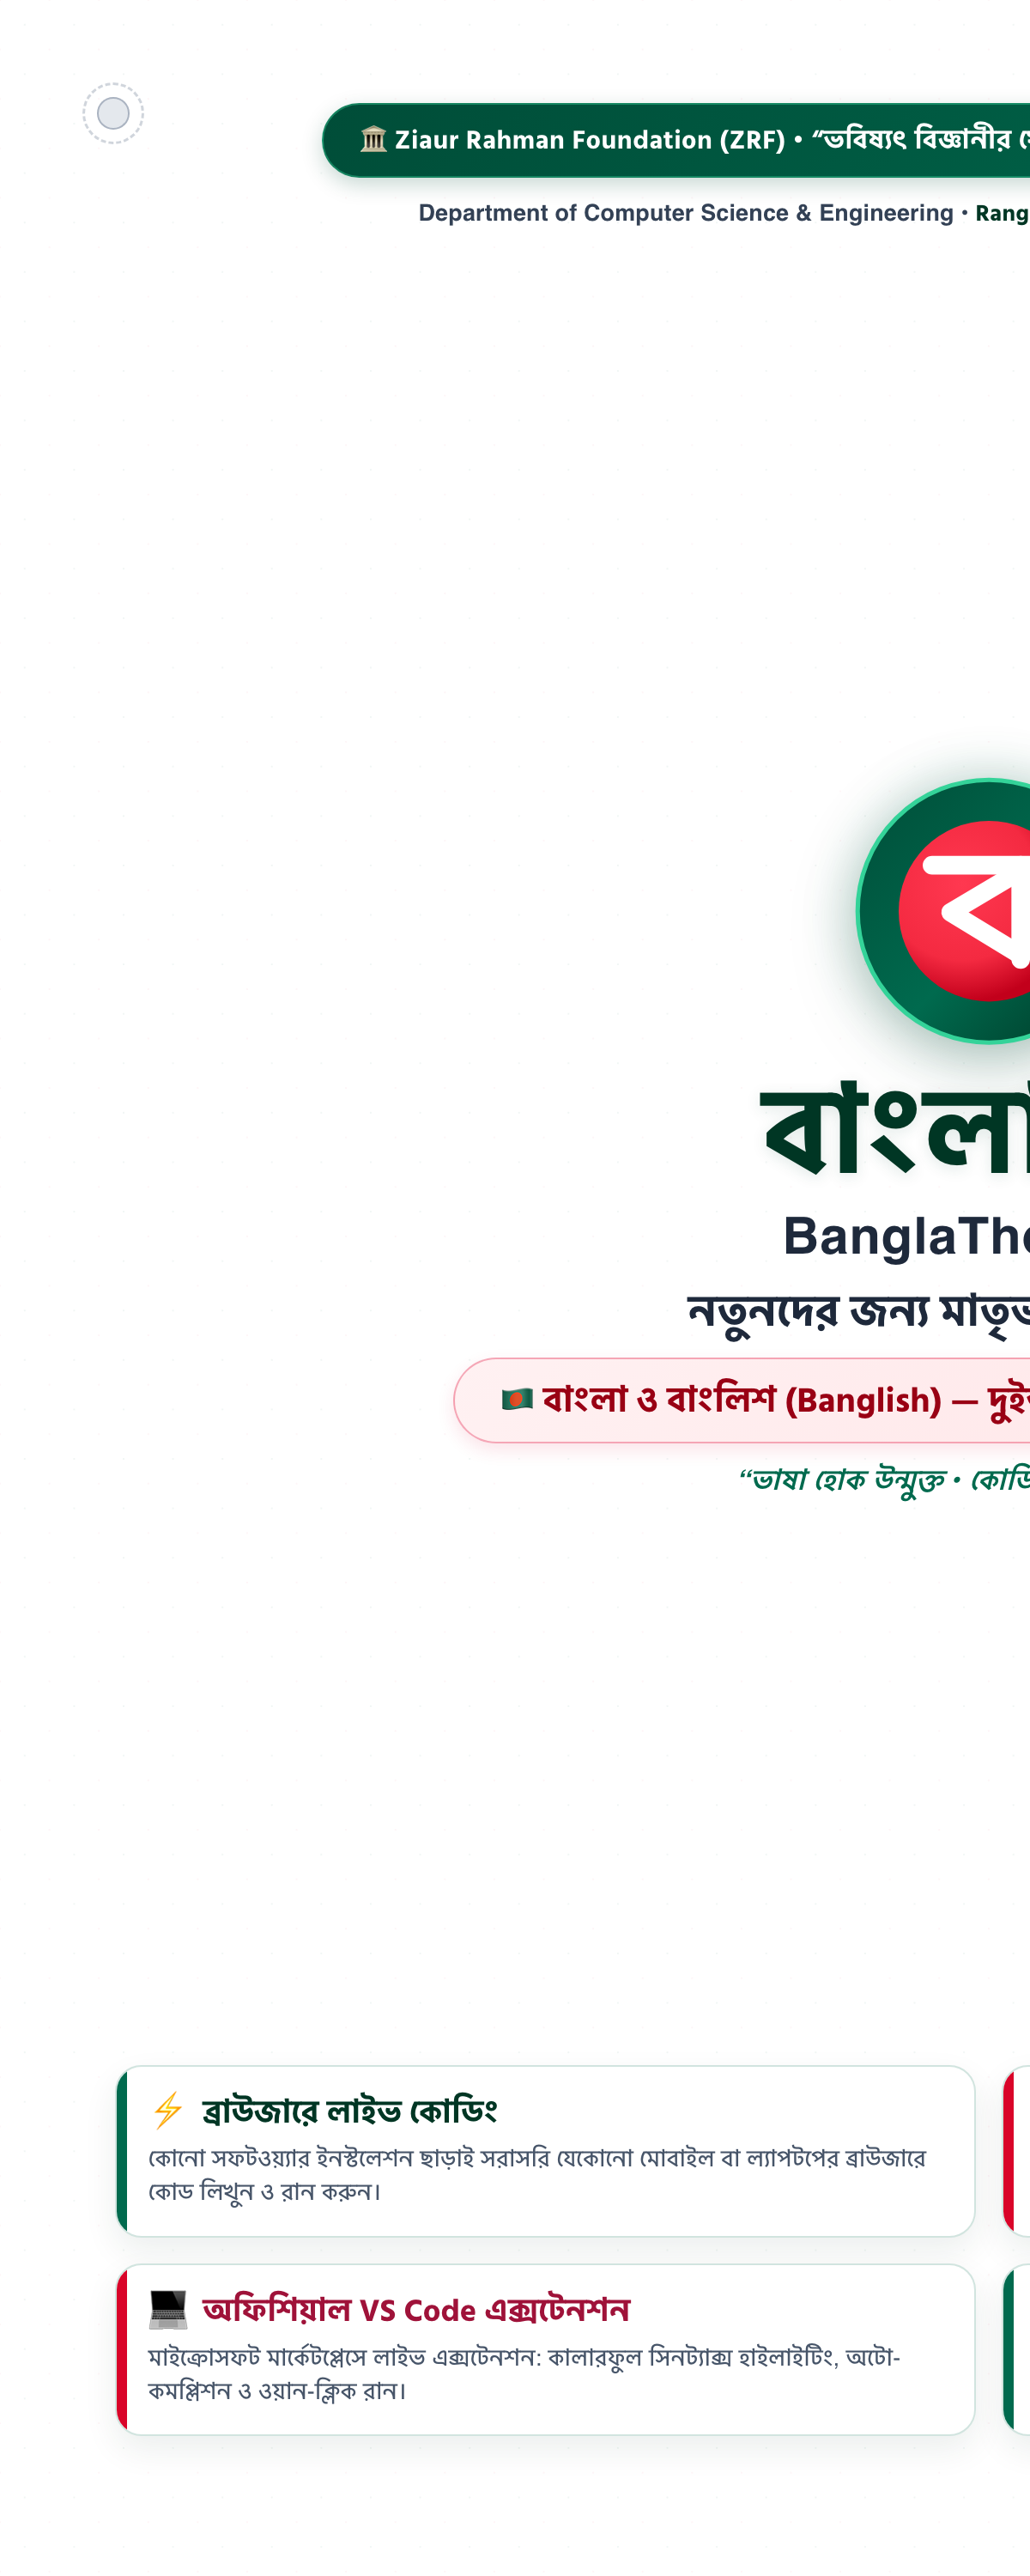 🏛️ Ziaur Rahman Foundation (ZRF) • “ভবিষ্যৎ বিজ্ঞানীর
Department of Computer Science & Engineering •
ব
বাংলা
নতুনদের জন্য
🇧🇩 বাংলা ও বাংলিশ (Banglish) —
“ভাষা হোক উন্মুক্ত •
⚡ ব্রাউজারে লাইভ কোডিং
কোনো সফটওয়্যার ইনস্টলেশন ছাড়াই সরাসরি যেকোনো মোবাইল বা ল্যাপটপের ব্রাউজারে
কোড লিখুন ও রান করুন।
💻 অফিশিয়াল VS Code এক্সটেনশন
মাইক্রোসফট মার্কেটপ্লেসে লাইভ এক্সটেনশন: কালারফুল সিনট্যাক্স হাইলাইটিং, অটো-
কমপ্লিশন ও ওয়ান-ক্লিক রান।